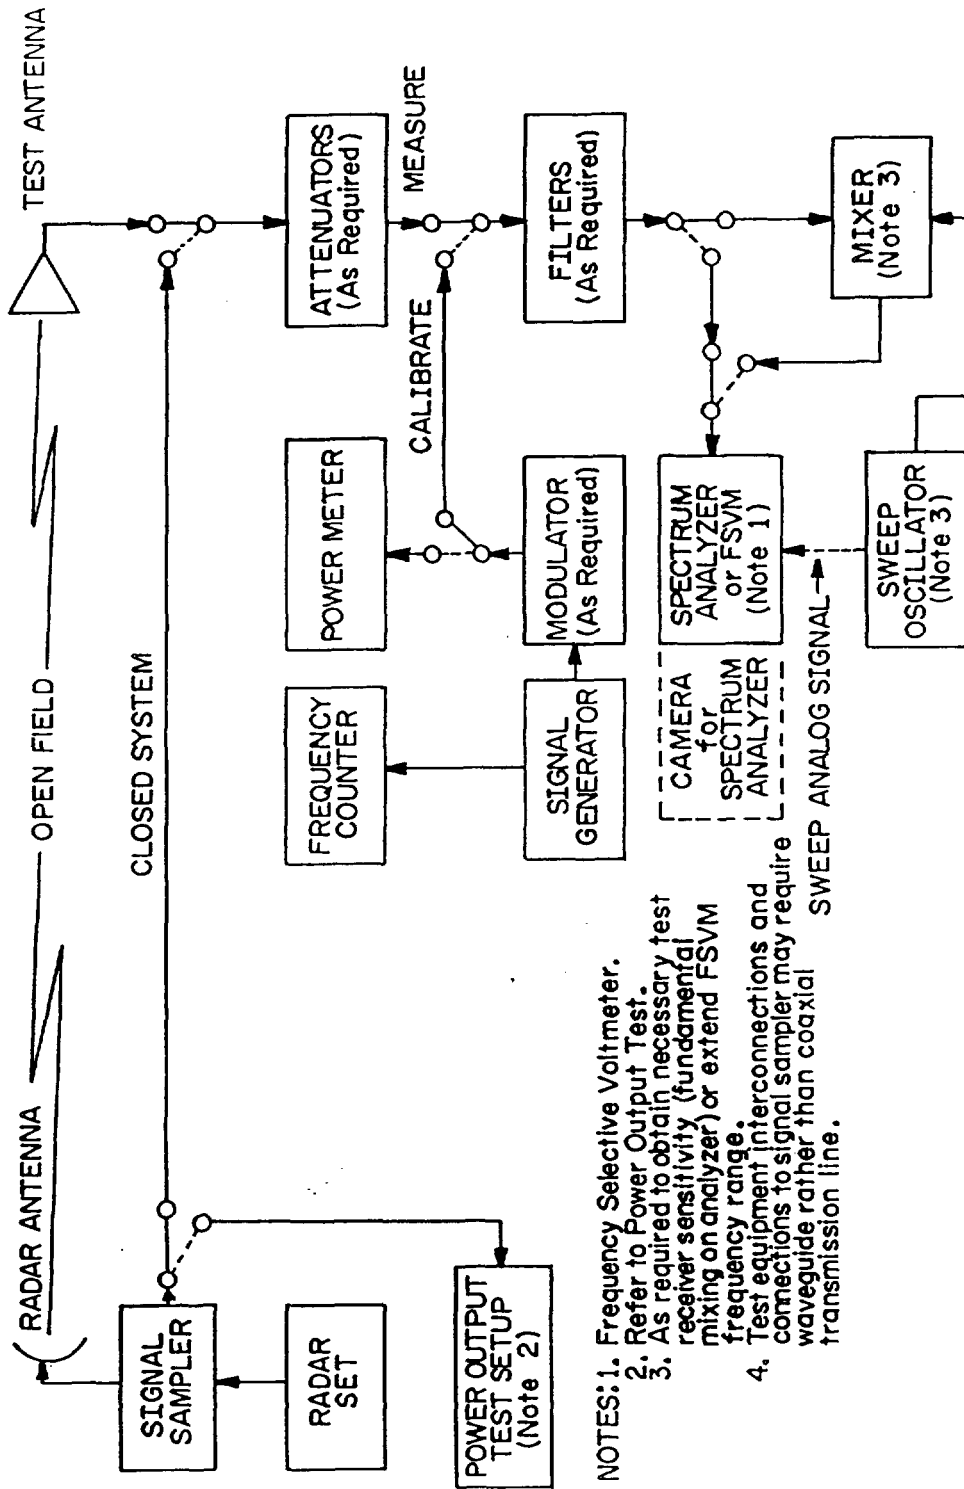 RADAR ANTENNA
OPEN FIELD
TEST ANTENNA
SIGNAL
SAMPLER
CLOSED SYSTEM
RADAR
SET
FREQUENCY
COUNTER
POWER METER
ATTENUATORS
(As Required)
CALIBRATE
MEASURE
POWER OUTPUT
TEST SETUP
(Note 2)
SIGNAL
GENERATOR
MODULATOR
(As Required)
FILTERS
(As Required)
CAMERA
for
SPECTRUM
ANALYZER
SPECTRUM
ANALYZER
or FSVM
(Note 1)
SWEEP ANALOG SIGNAL
SWEEP
OSCILLATOR
(Note 3)
MIXER
(Note 3)
NOTES: 1. Frequency Selective Voltmeter.
2. Refer to Power Output Test.
3. As required to obtain necessary test
receiver sensitivity (fundamental
mixing on analyzer) or extend FSVM
frequency range.
4. Test equipment interconnections and
connections to signal sampler may require
waveguide rather than coaxial
transmission line.